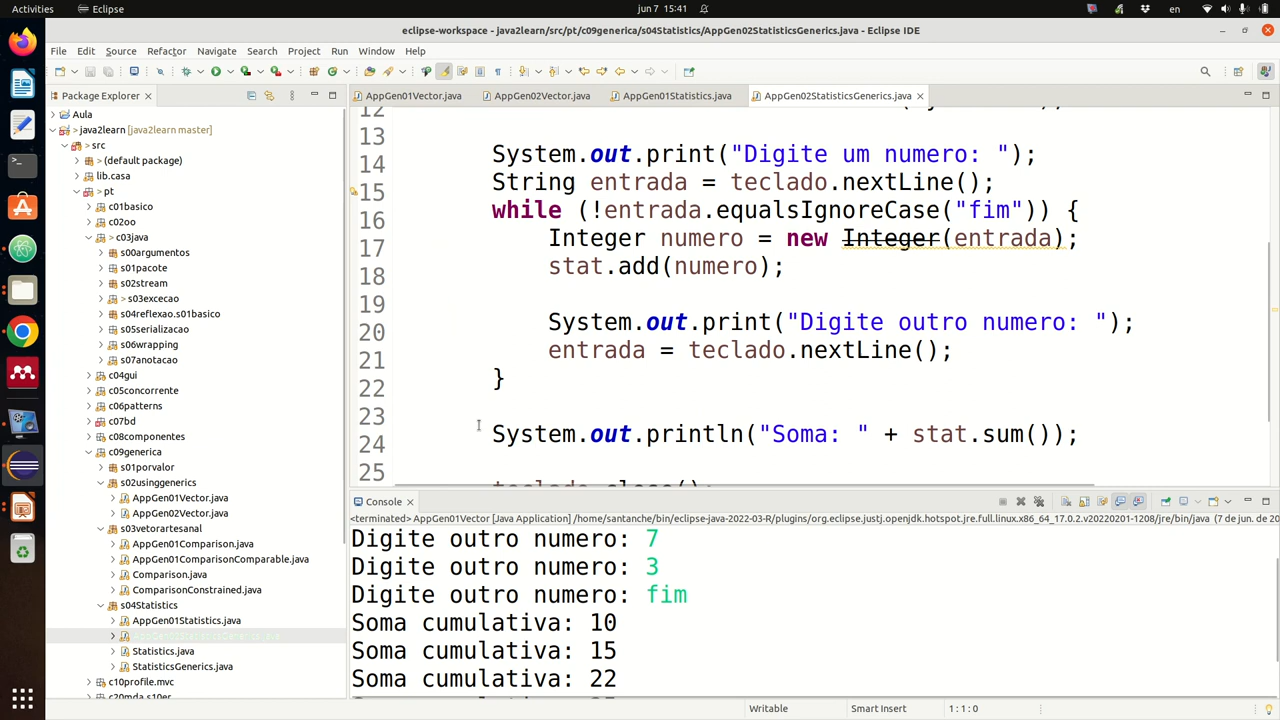 Activities
Eclipse
jun 7 15:41
en
eclipse-workspace - java2learn/src/pt/c09generica/s04Statistics/AppGen02StatisticsGenerics.java - Eclipse IDE
File Edit Source Refactor Navigate Search Project Run Window Help
Package Explorer
AppGen01Vector.java
AppGen02Vector.java
AppGen01Statistics.java
AppGen02StatisticsGenerics.java
Aula
> java2learn [java2learn master]
> src
> (default package)
lib.casa
> pt
c01basico
c02oo
> c03java
s00argumentos
s01pacote
s02stream
> s03excecao
s04reflexao.s01basico
s05serializacao
s06wrapping
s07anotacao
c04gui
c05concorrente
c06patterns
c07bd
c08componentes
c09generica
s01porvalor
s02usinggenerics
AppGen01Vector.java
AppGen02Vector.java
s03vetorartesanal
AppGen01Comparison.java
AppGen01ComparisonComparable.java
Comparison.java
ComparisonConstrained.java
s04Statistics
AppGen01Statistics.java
AppGen02StatisticsGenerics.java
Statistics.java
StatisticsGenerics.java
c10profile.mvc
c20mda.s10er
12
13
14 System.out.print("Digite um numero: ");
15 String entrada = teclado.nextLine();
16 while (!entrada.equalsIgnoreCase("fim")) {
17 Integer numero = new Integer(entrada);
18 stat.add(numero);
19
20 System.out.print("Digite outro numero: ");
21 entrada = teclado.nextLine();
22 }
23
24 System.out.println("Soma: " + stat.sum());
25
teclado.close();
Console
<terminated> AppGen01Vector [Java Application] /home/santanche/bin/eclipse-java-2022-03-R/plugins/org.eclipse.justj.openjdk.hotspot.jre.full.linux.x86_64_17.0.2.v20220201-1208/jre/bin/java (7 de jun. de 20
Digite outro numero: 7
Digite outro numero: 3
Digite outro numero: fim
Soma cumulativa: 10
Soma cumulativa: 15
Soma cumulativa: 22
Writable
Smart Insert
1 : 1 : 0